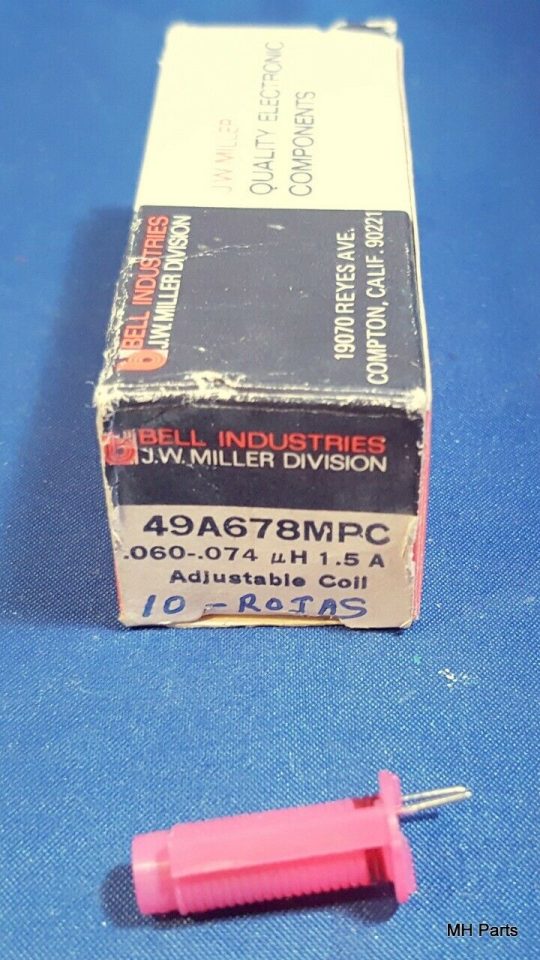 J.W. MILLER
QUALITY ELECTRONIC
COMPONENTS
BELL INDUSTRIES
J.W. MILLER DIVISION
19070 REYES AVE.
COMPTON, CALIF. 90221
BELL INDUSTRIES
J.W. MILLER DIVISION
49A678MPC
.060-.074 µH 1.5 A
Adjustable Coil
10 - ROJAS
MH Parts